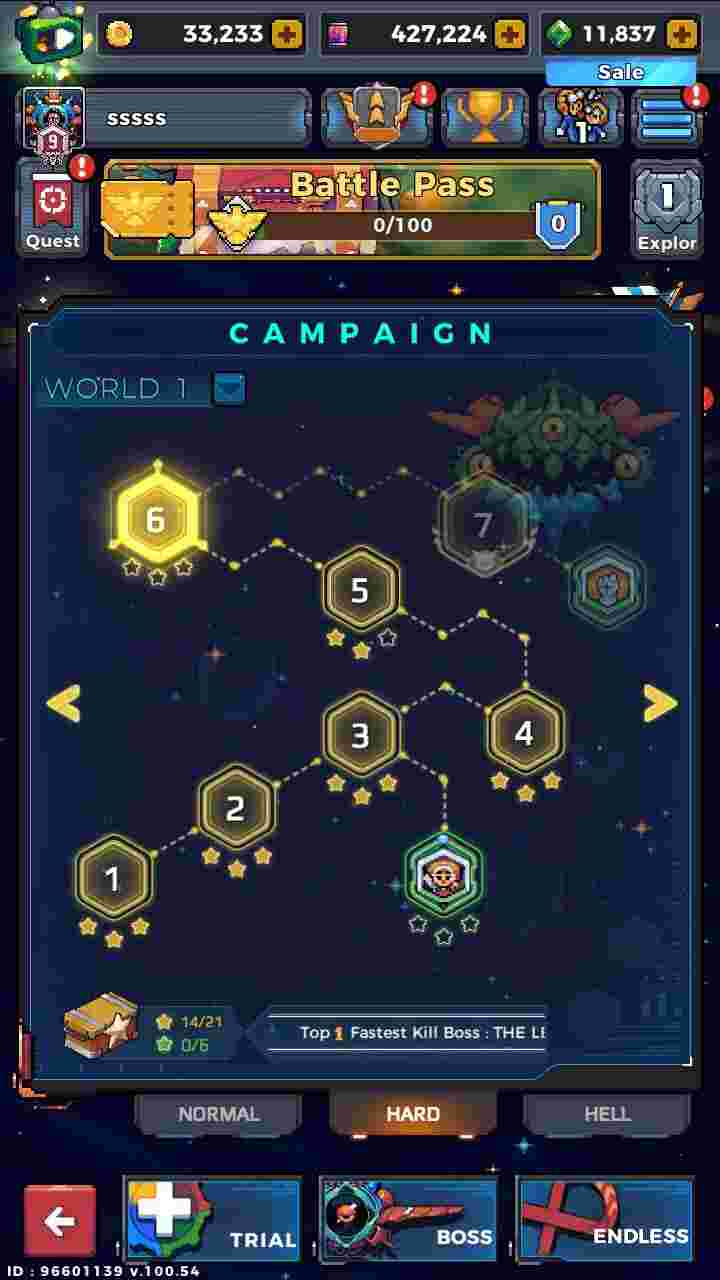 33,233
427,224
11,837
Sale
9
sssss
1
Quest
Battle Pass
0/100
0
1
Explor
CAMPAIGN
WORLD 1
6
7
5
3
4
2
1
14/21
0/6
Top 1 Fastest Kill Boss : THE LE
NORMAL
HARD
HELL
TRIAL
BOSS
ENDLESS
ID : 96601139 v.100.54